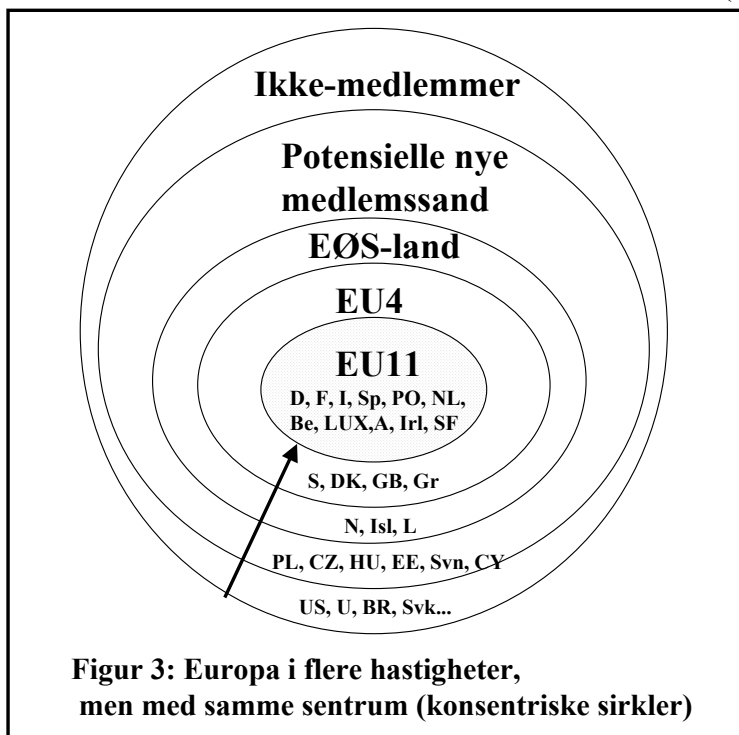 Ikke-medlemmer
Potensielle nye
medlemssand
EØS-land
EU4
EU11
D, F, I, Sp, PO, NL,
Be, LUX,A, Irl, SF
S, DK, GB, Gr
N, Isl, L
PL, CZ, HU, EE, Svn, CY
US, U, BR, Svk...
Figur 3: Europa i flere hastigheter,
men med samme sentrum (konsentriske sirkler)